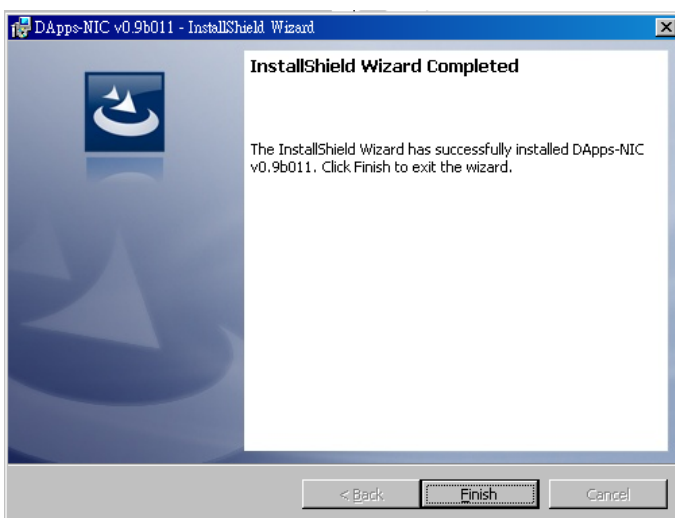 DApps-NIC v0.9b011 - InstallShield Wizard
InstallShield Wizard Completed
The InstallShield Wizard has successfully installed DApps-NIC
v0.9b011. Click Finish to exit the wizard.
< Back
Finish
Cancel